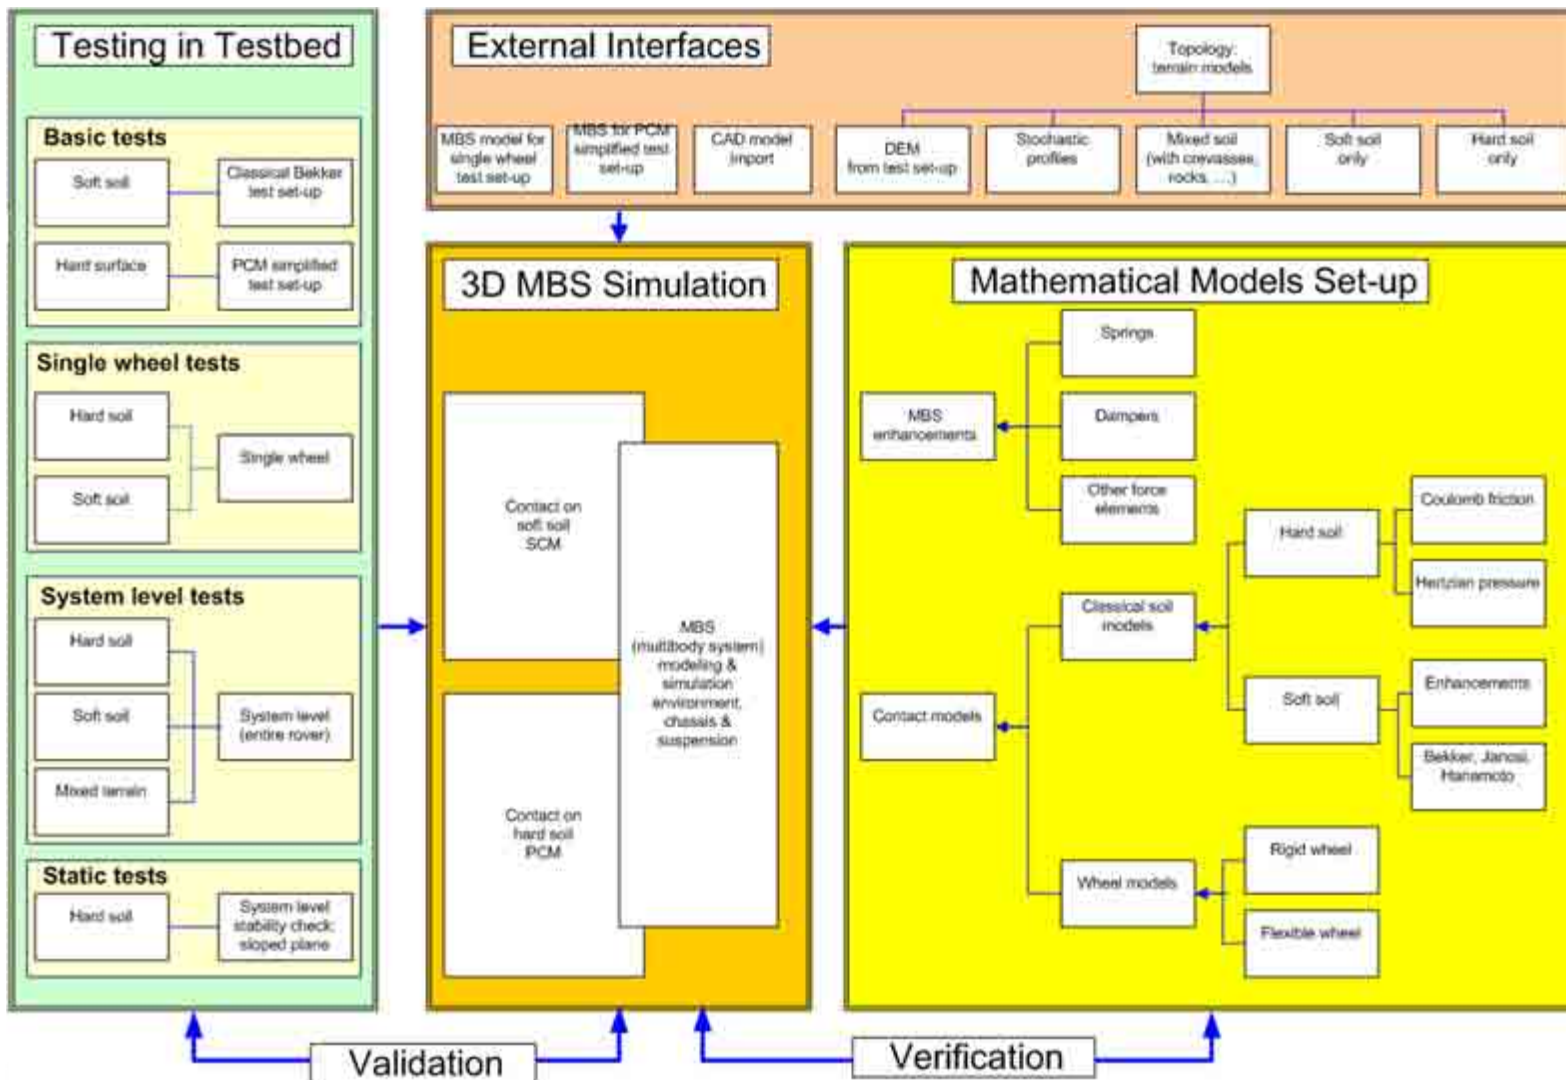 Testing in Testbed
Basic tests
Soft soil
Classical Bekker
test set-up
Hard surface
PCM simplified
test set-up
Single wheel tests
Hard soil
Single wheel
Soft soil
System level tests
Hard soil
Soft soil
System level
(entire rover)
Mixed terrain
Static tests
Hard soil
System level
stability check:
sloped plane
External Interfaces
Topology:
terrain models
MBS model for
single wheel
test set-up
MBS for PCM
simplified test
set-up
CAD model
import
DEM
from test set-up
Stochastic
profiles
Mixed soil
(with crevasses,
rocks, ....)
Soft soil
only
Hard soil
only
3D MBS Simulation
Contact on
soft soil
SCM
MBS
(multibody system)
modeling &
simulation
environment,
chassis &
suspension
Contact on
hard soil
PCM
Mathematical Models Set-up
Springs
MBS
enhancements
Dampers
Other force
elements
Coulomb friction
Hard soil
Hertzian pressure
Classical soil
models
Enhancements
Soft soil
Contact models
Bekker, Janosi,
Hanamoto
Rigid wheel
Wheel models
Flexible wheel
Validation
Verification